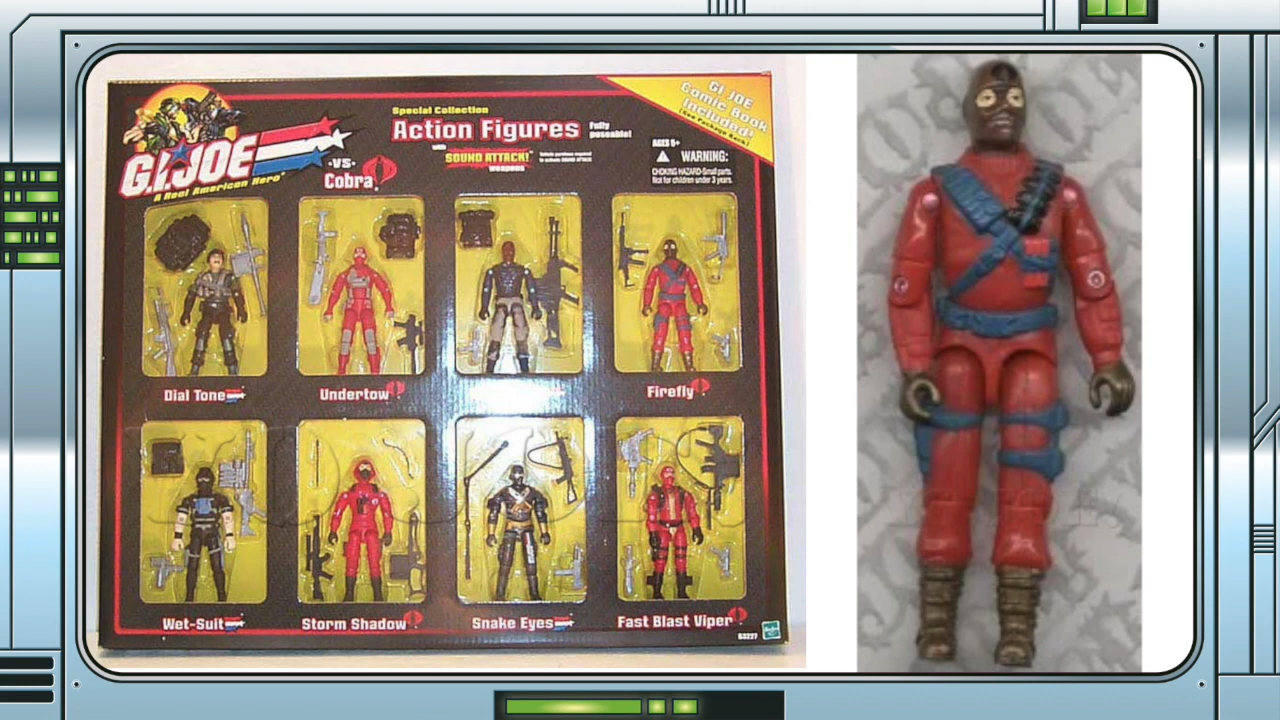 G.I. JOE
A Real American Hero
·VS·
Cobra
Special Collection
Action Figures
Fully
poseable!
with
SOUND ATTACK!
weapons
GI JOE
Comic Book
Included!
AGES 5+
WARNING:
CHOKING HAZARD-Small parts.
Not for children under 3 years.
Dial Tone
Undertow
Firefly
Wet-Suit
Storm Shadow
Snake Eyes
Fast Blast Viper
53227